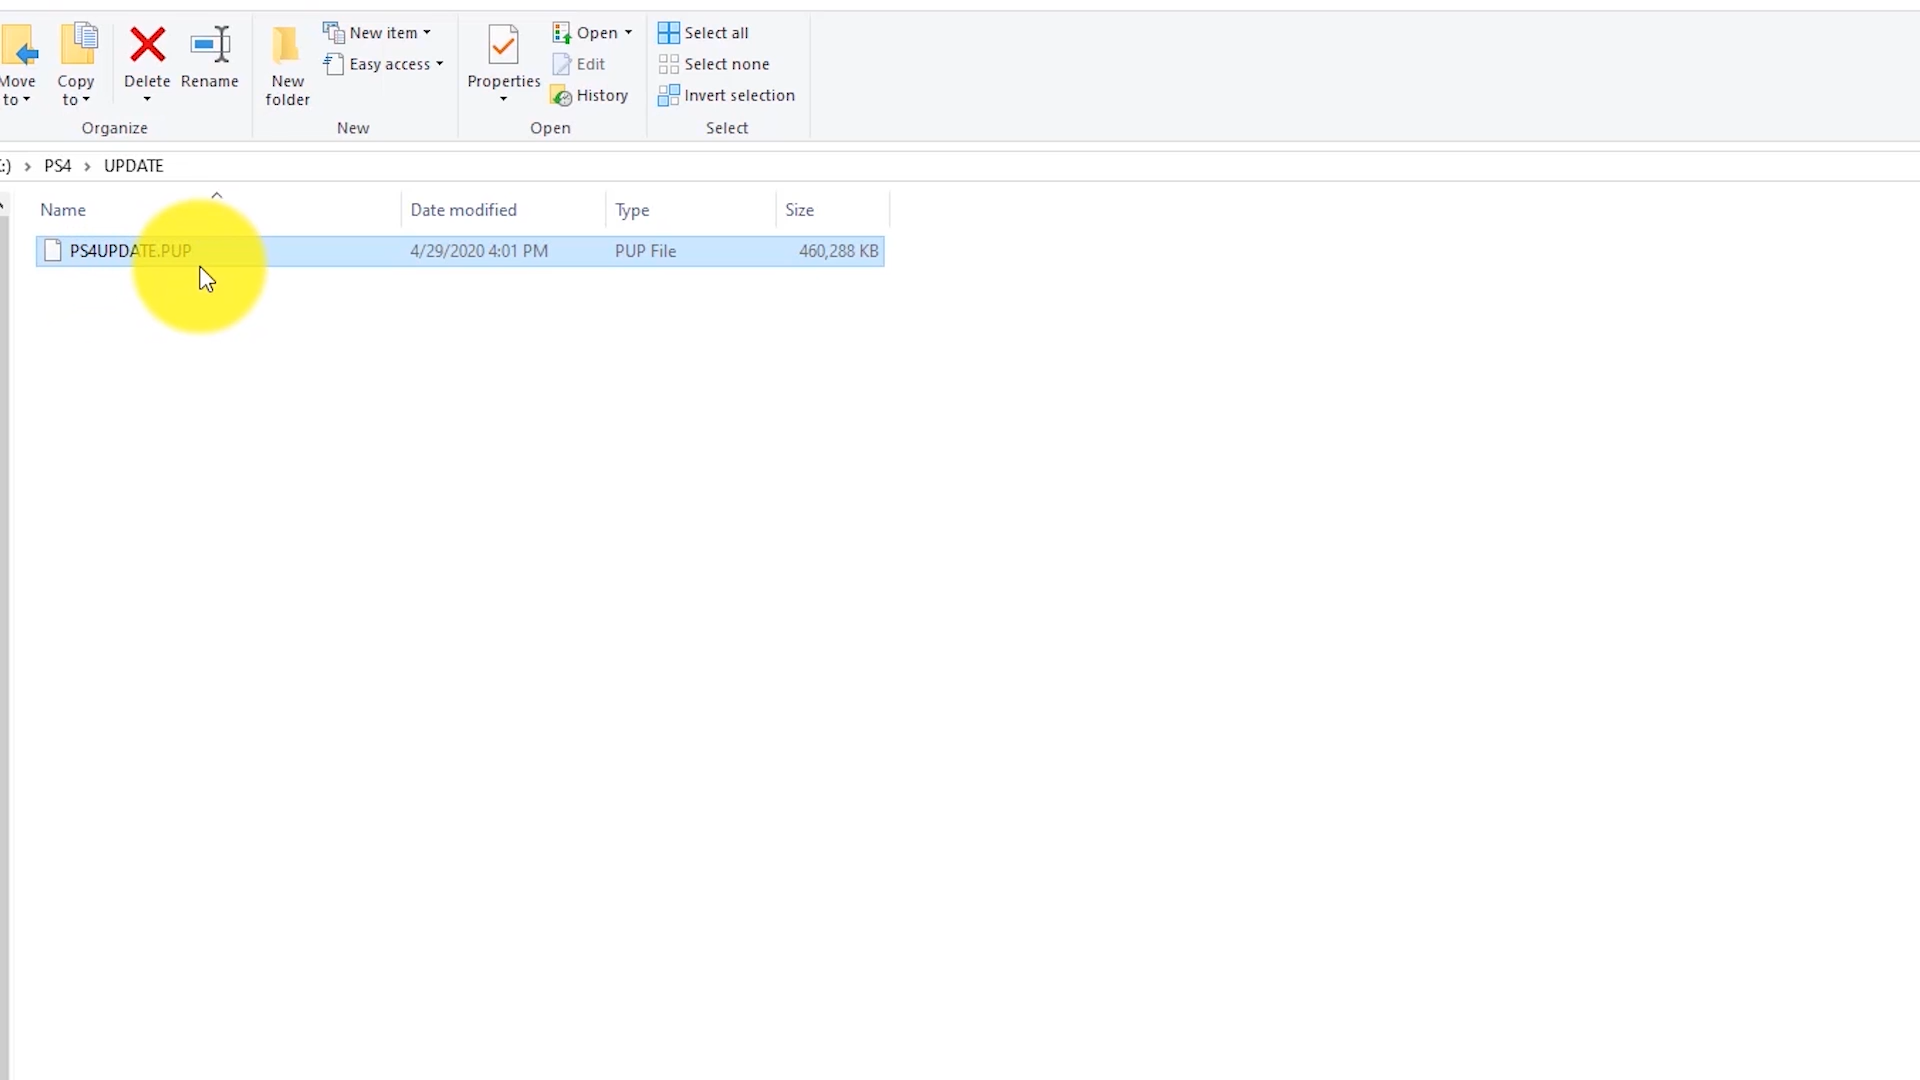 Move to
Copy to
Delete
Rename
Organize
New folder
New item
Easy access
New
Properties
Open
Edit
History
Open
Select all
Select none
Invert selection
Select
:) > PS4 > UPDATE
Name Date modified Type Size
PS4UPDATE.PUP 4/29/2020 4:01 PM PUP File 460,288 KB